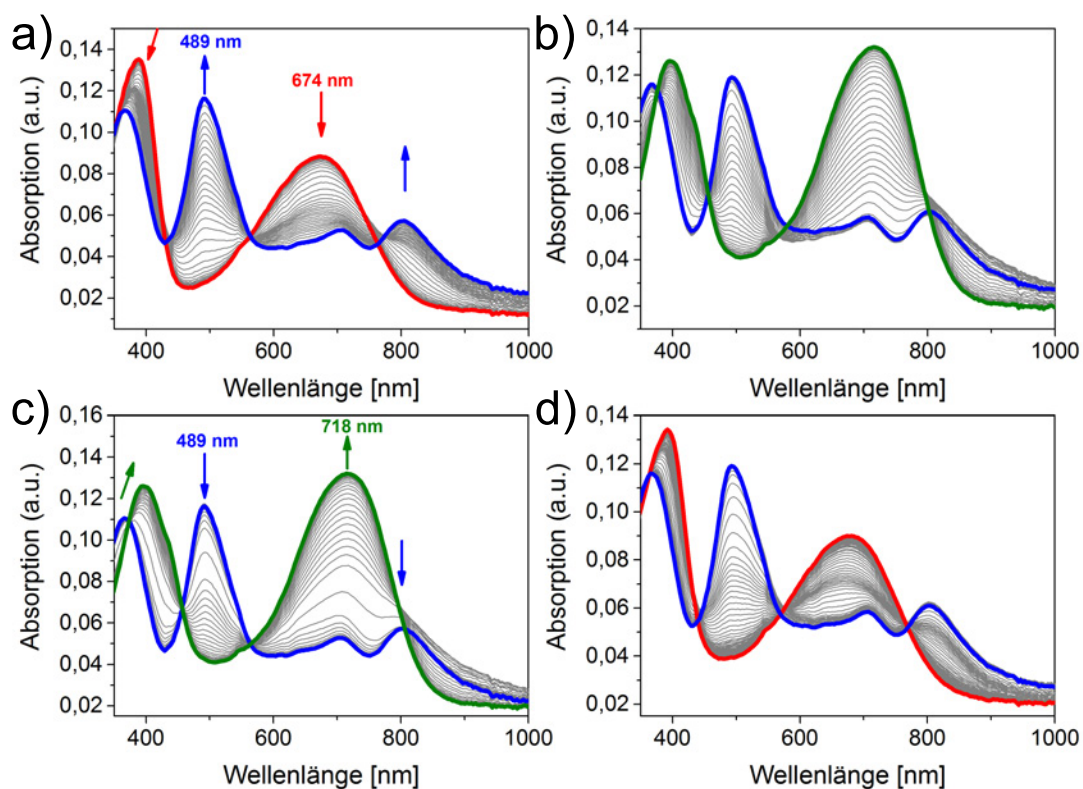 a)
489 nm
674 nm
0,14
0,12
0,10
0,08
0,06
0,04
0,02
Absorption (a.u.)
400 600 800 1000
Wellenlänge [nm]
b)
0,14
0,12
0,10
0,08
0,06
0,04
0,02
Absorption (a.u.)
400 600 800 1000
Wellenlänge [nm]
c)
489 nm
718 nm
0,16
0,14
0,12
0,10
0,08
0,06
0,04
0,02
Absorption (a.u.)
400 600 800 1000
Wellenlänge [nm]
d)
0,14
0,12
0,10
0,08
0,06
0,04
0,02
Absorption (a.u.)
400 600 800 1000
Wellenlänge [nm]